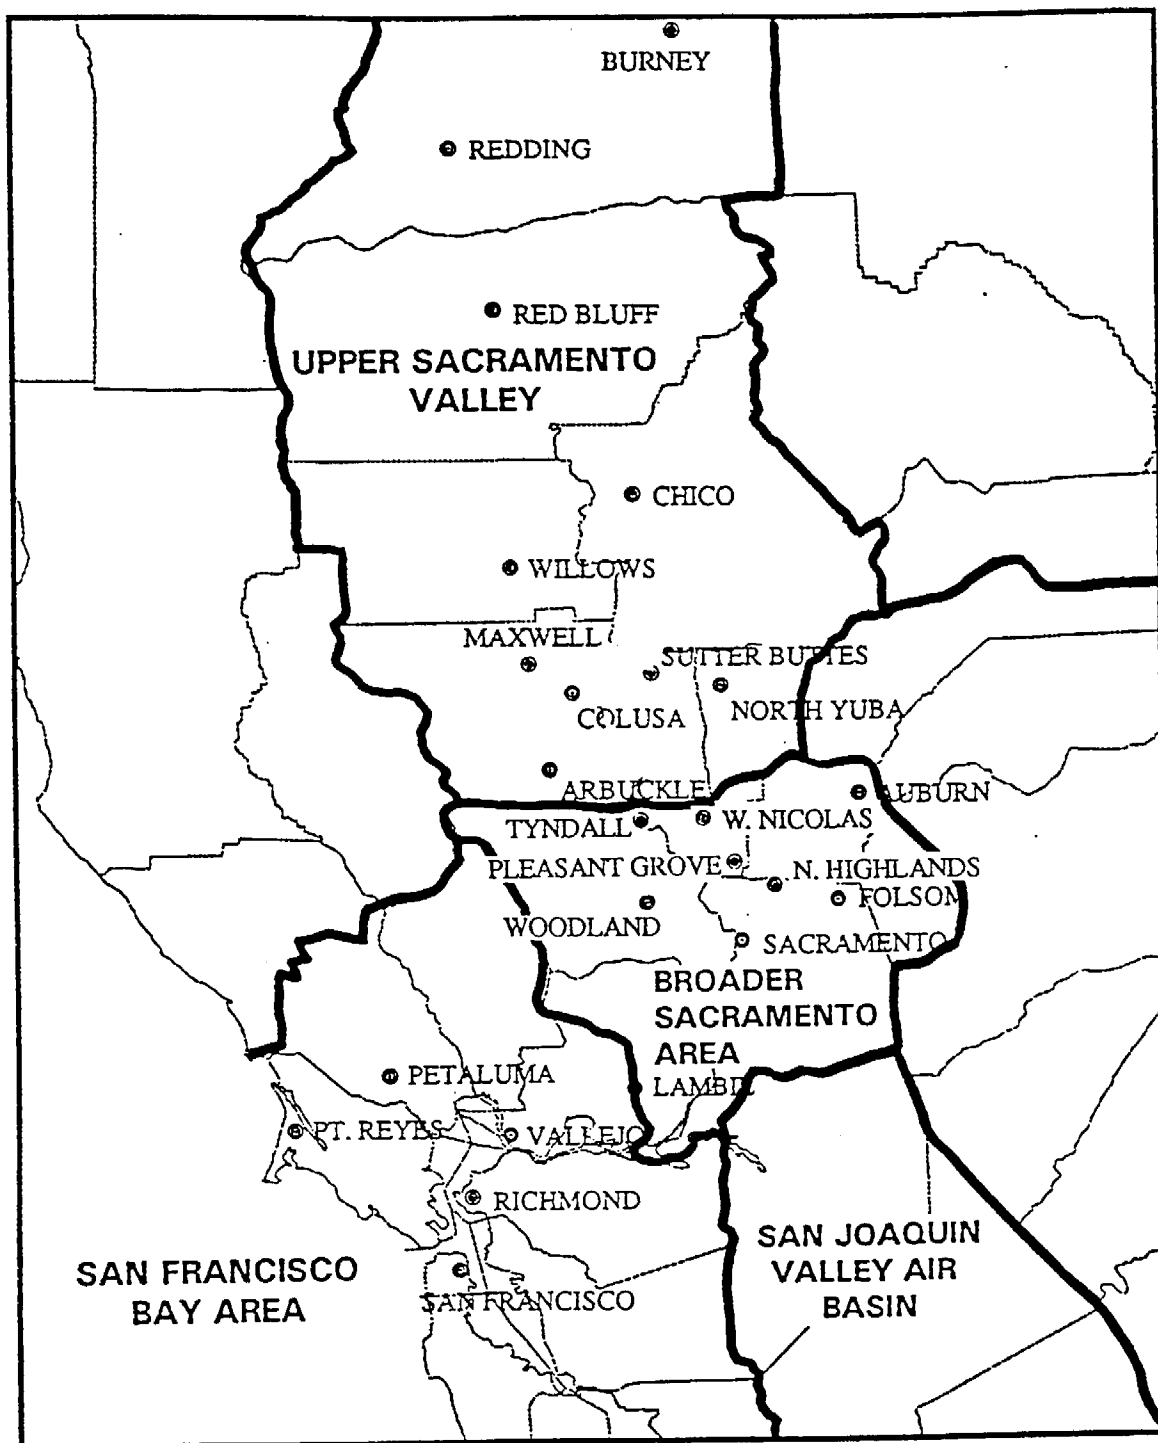 BURNEY
REDDING
RED BLUFF
UPPER SACRAMENTO
VALLEY
CHICO
WILLOWS
MAXWELL
SUTTER BUTTES
COLUSA
NORTH YUBA
ARBUCKLE
AUBURN
TYNDALL
W. NICOLAS
PLEASANT GROVE
N. HIGHLANDS
FOLSOM
WOODLAND
SACRAMENTO
BROADER
SACRAMENTO
AREA
PETALUMA
LAMBIE
PT. REYES
VALLEJO
RICHMOND
SAN JOAQUIN
VALLEY AIR
BASIN
SAN FRANCISCO
BAY AREA
SAN FRANCISCO